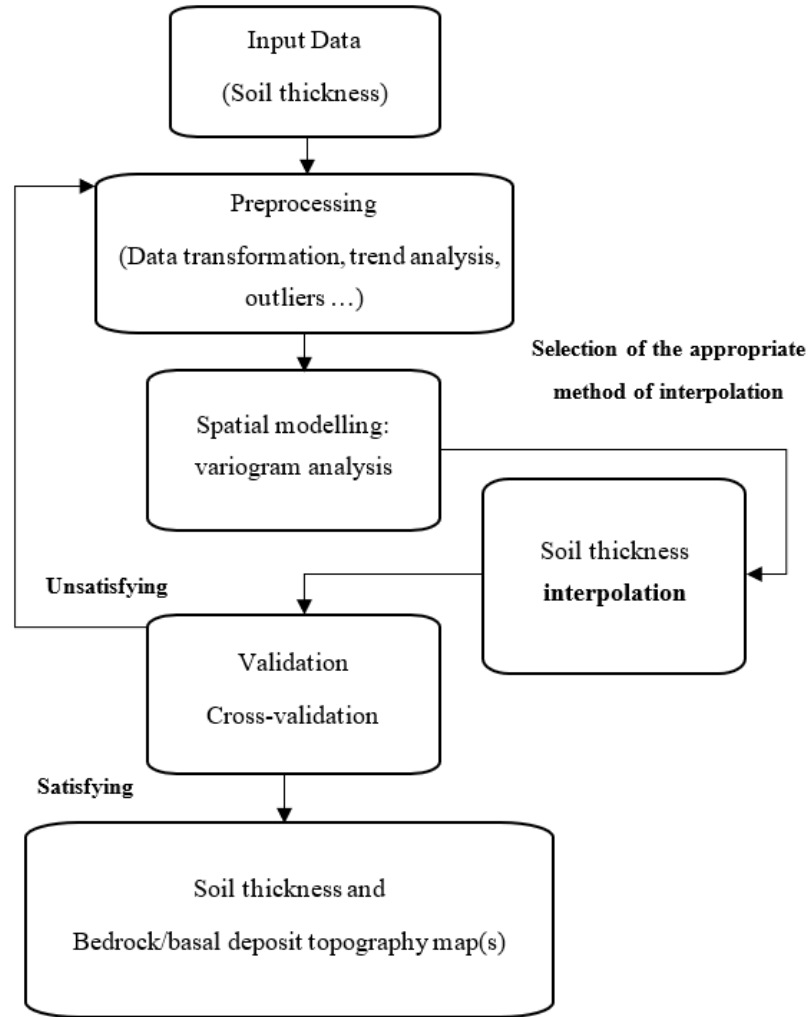 Input Data
(Soil thickness)
Preprocessing
(Data transformation, trend analysis,
outliers ...)
Selection of the appropriate
method of interpolation
Spatial modelling:
variogram analysis
Soil thickness
interpolation
Unsatisfying
Validation
Cross-validation
Satisfying
Soil thickness and
Bedrock/basal deposit topography map(s)